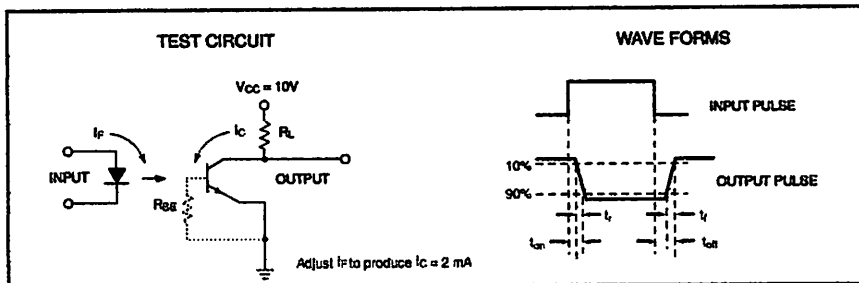 TEST CIRCUIT
VCC = 10V
IF
IC
RL
INPUT
RBE
OUTPUT
Adjust IF to produce IC = 2 mA
WAVE FORMS
INPUT PULSE
10%
OUTPUT PULSE
90%
tr
tf
ton
toff